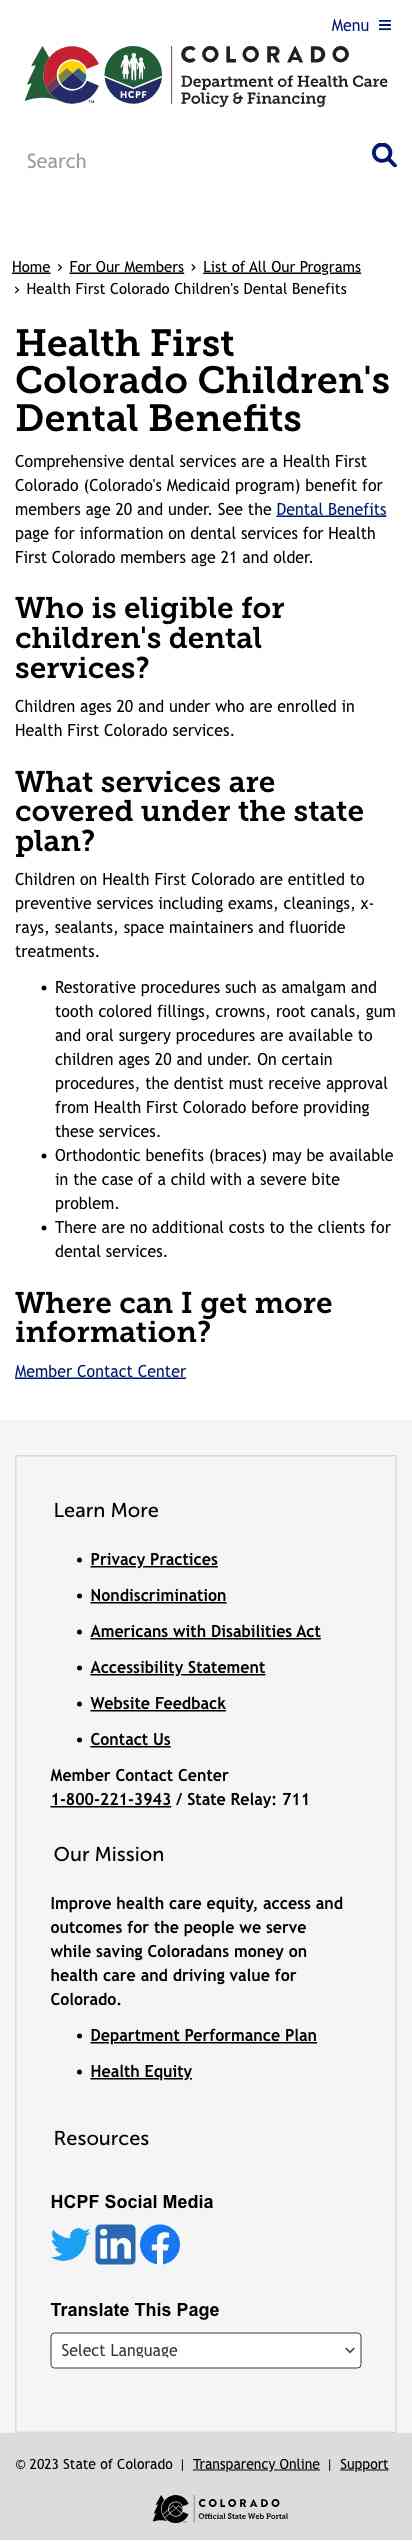 Menu
COLORADO
Department of Health Care
Policy & Financing
HCPF
TM
Search
Home › For Our Members › List of All Our Programs
› Health First Colorado Children's Dental Benefits
Health First
Colorado Children's
Dental Benefits
Comprehensive dental services are a Health First
Colorado (Colorado's Medicaid program) benefit for
members age 20 and under. See the Dental Benefits
page for information on dental services for Health
First Colorado members age 21 and older.
Who is eligible for
children's dental
services?
Children ages 20 and under who are enrolled in
Health First Colorado services.
What services are
covered under the state
plan?
Children on Health First Colorado are entitled to
preventive services including exams, cleanings, x-
rays, sealants, space maintainers and fluoride
treatments.
• Restorative procedures such as amalgam and
tooth colored fillings, crowns, root canals, gum
and oral surgery procedures are available to
children ages 20 and under. On certain
procedures, the dentist must receive approval
from Health First Colorado before providing
these services.
• Orthodontic benefits (braces) may be available
in the case of a child with a severe bite
problem.
• There are no additional costs to the clients for
dental services.
Where can I get more
information?
Member Contact Center
Learn More
• Privacy Practices
• Nondiscrimination
• Americans with Disabilities Act
• Accessibility Statement
• Website Feedback
• Contact Us
Member Contact Center
1-800-221-3943 / State Relay: 711
Our Mission
Improve health care equity, access and
outcomes for the people we serve
while saving Coloradans money on
health care and driving value for
Colorado.
• Department Performance Plan
• Health Equity
Resources
HCPF Social Media
in
Translate This Page
Select Language
© 2023 State of Colorado | Transparency Online | Support
COLORADO
Official State Web Portal